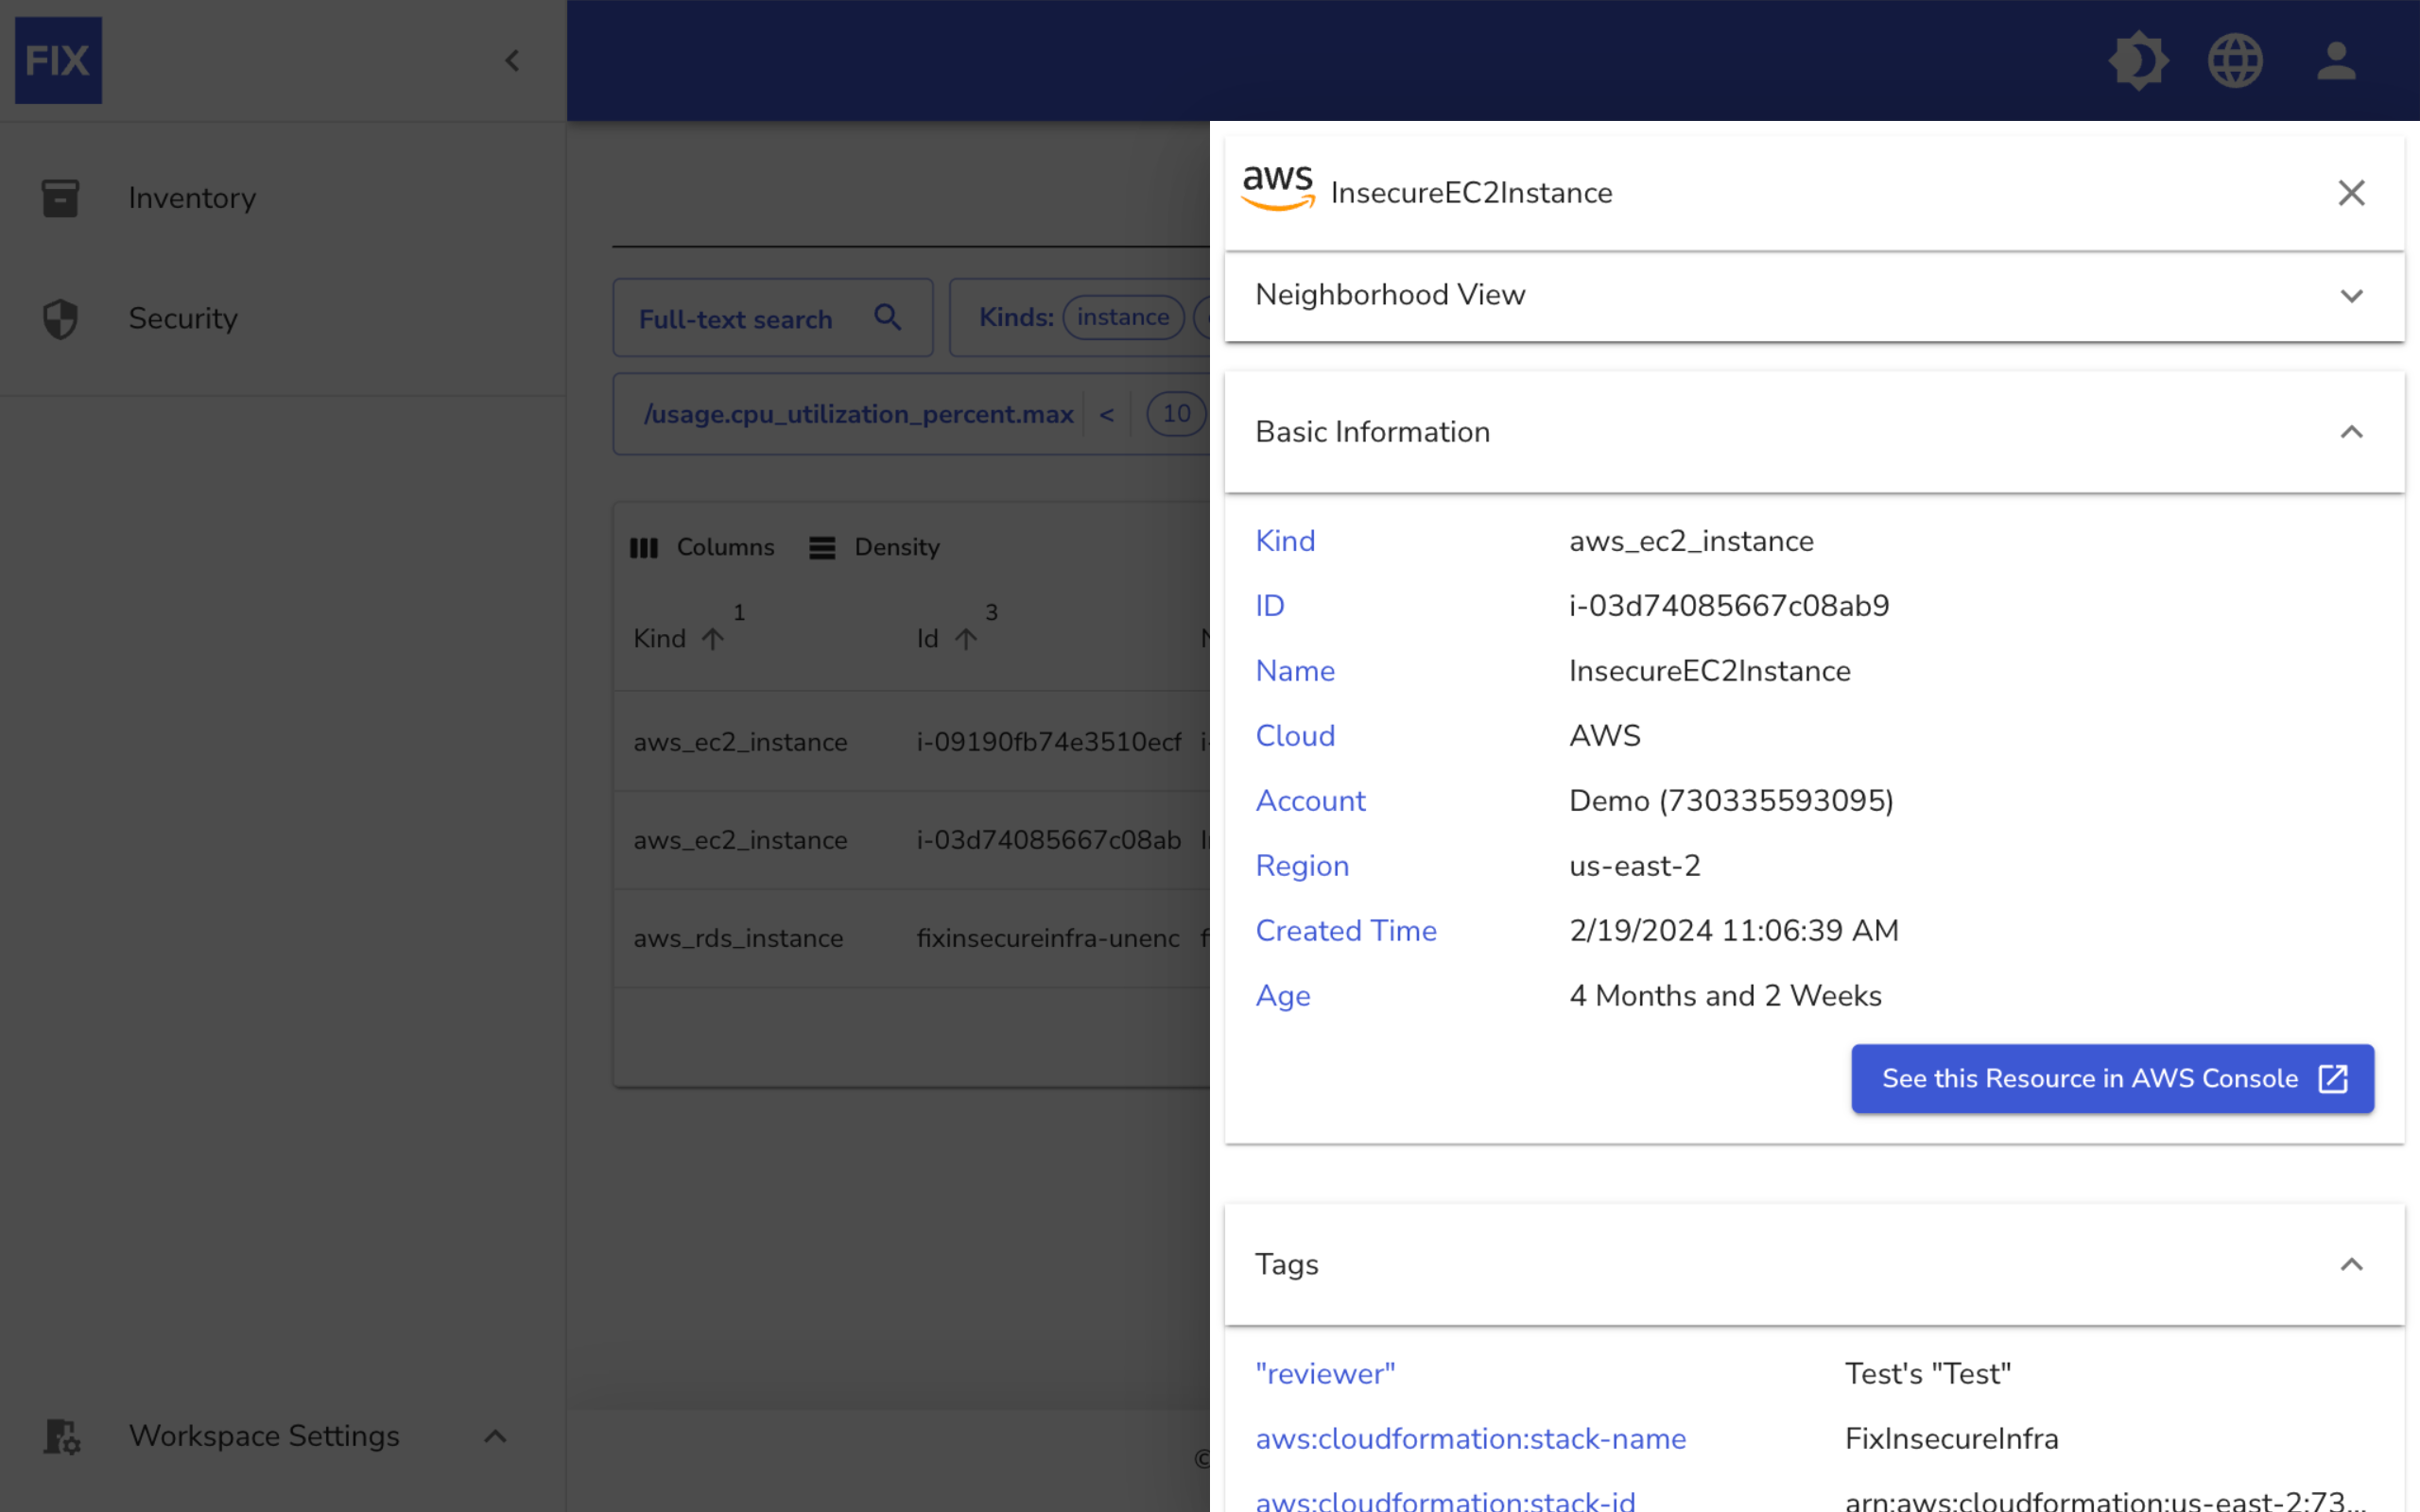 FIX
Inventory
Security
Workspace Settings
Full-text search
Kinds: instance
/usage.cpu_utilization_percent.max < 10
Columns Density
Kind 1 Id 3
aws_ec2_instance i-09190fb74e3510ecf
aws_ec2_instance i-03d74085667c08ab
aws_rds_instance fixinsecureinfra-unenc
©
aws InsecureEC2Instance
Neighborhood View
Basic Information
Kind aws_ec2_instance
ID i-03d74085667c08ab9
Name InsecureEC2Instance
Cloud AWS
Account Demo (730335593095)
Region us-east-2
Created Time 2/19/2024 11:06:39 AM
Age 4 Months and 2 Weeks
See this Resource in AWS Console
Tags
"reviewer" Test's "Test"
aws:cloudformation:stack-name FixInsecureInfra
aws:cloudformation:stack-id arn:aws:cloudformation:us-east-2:73...